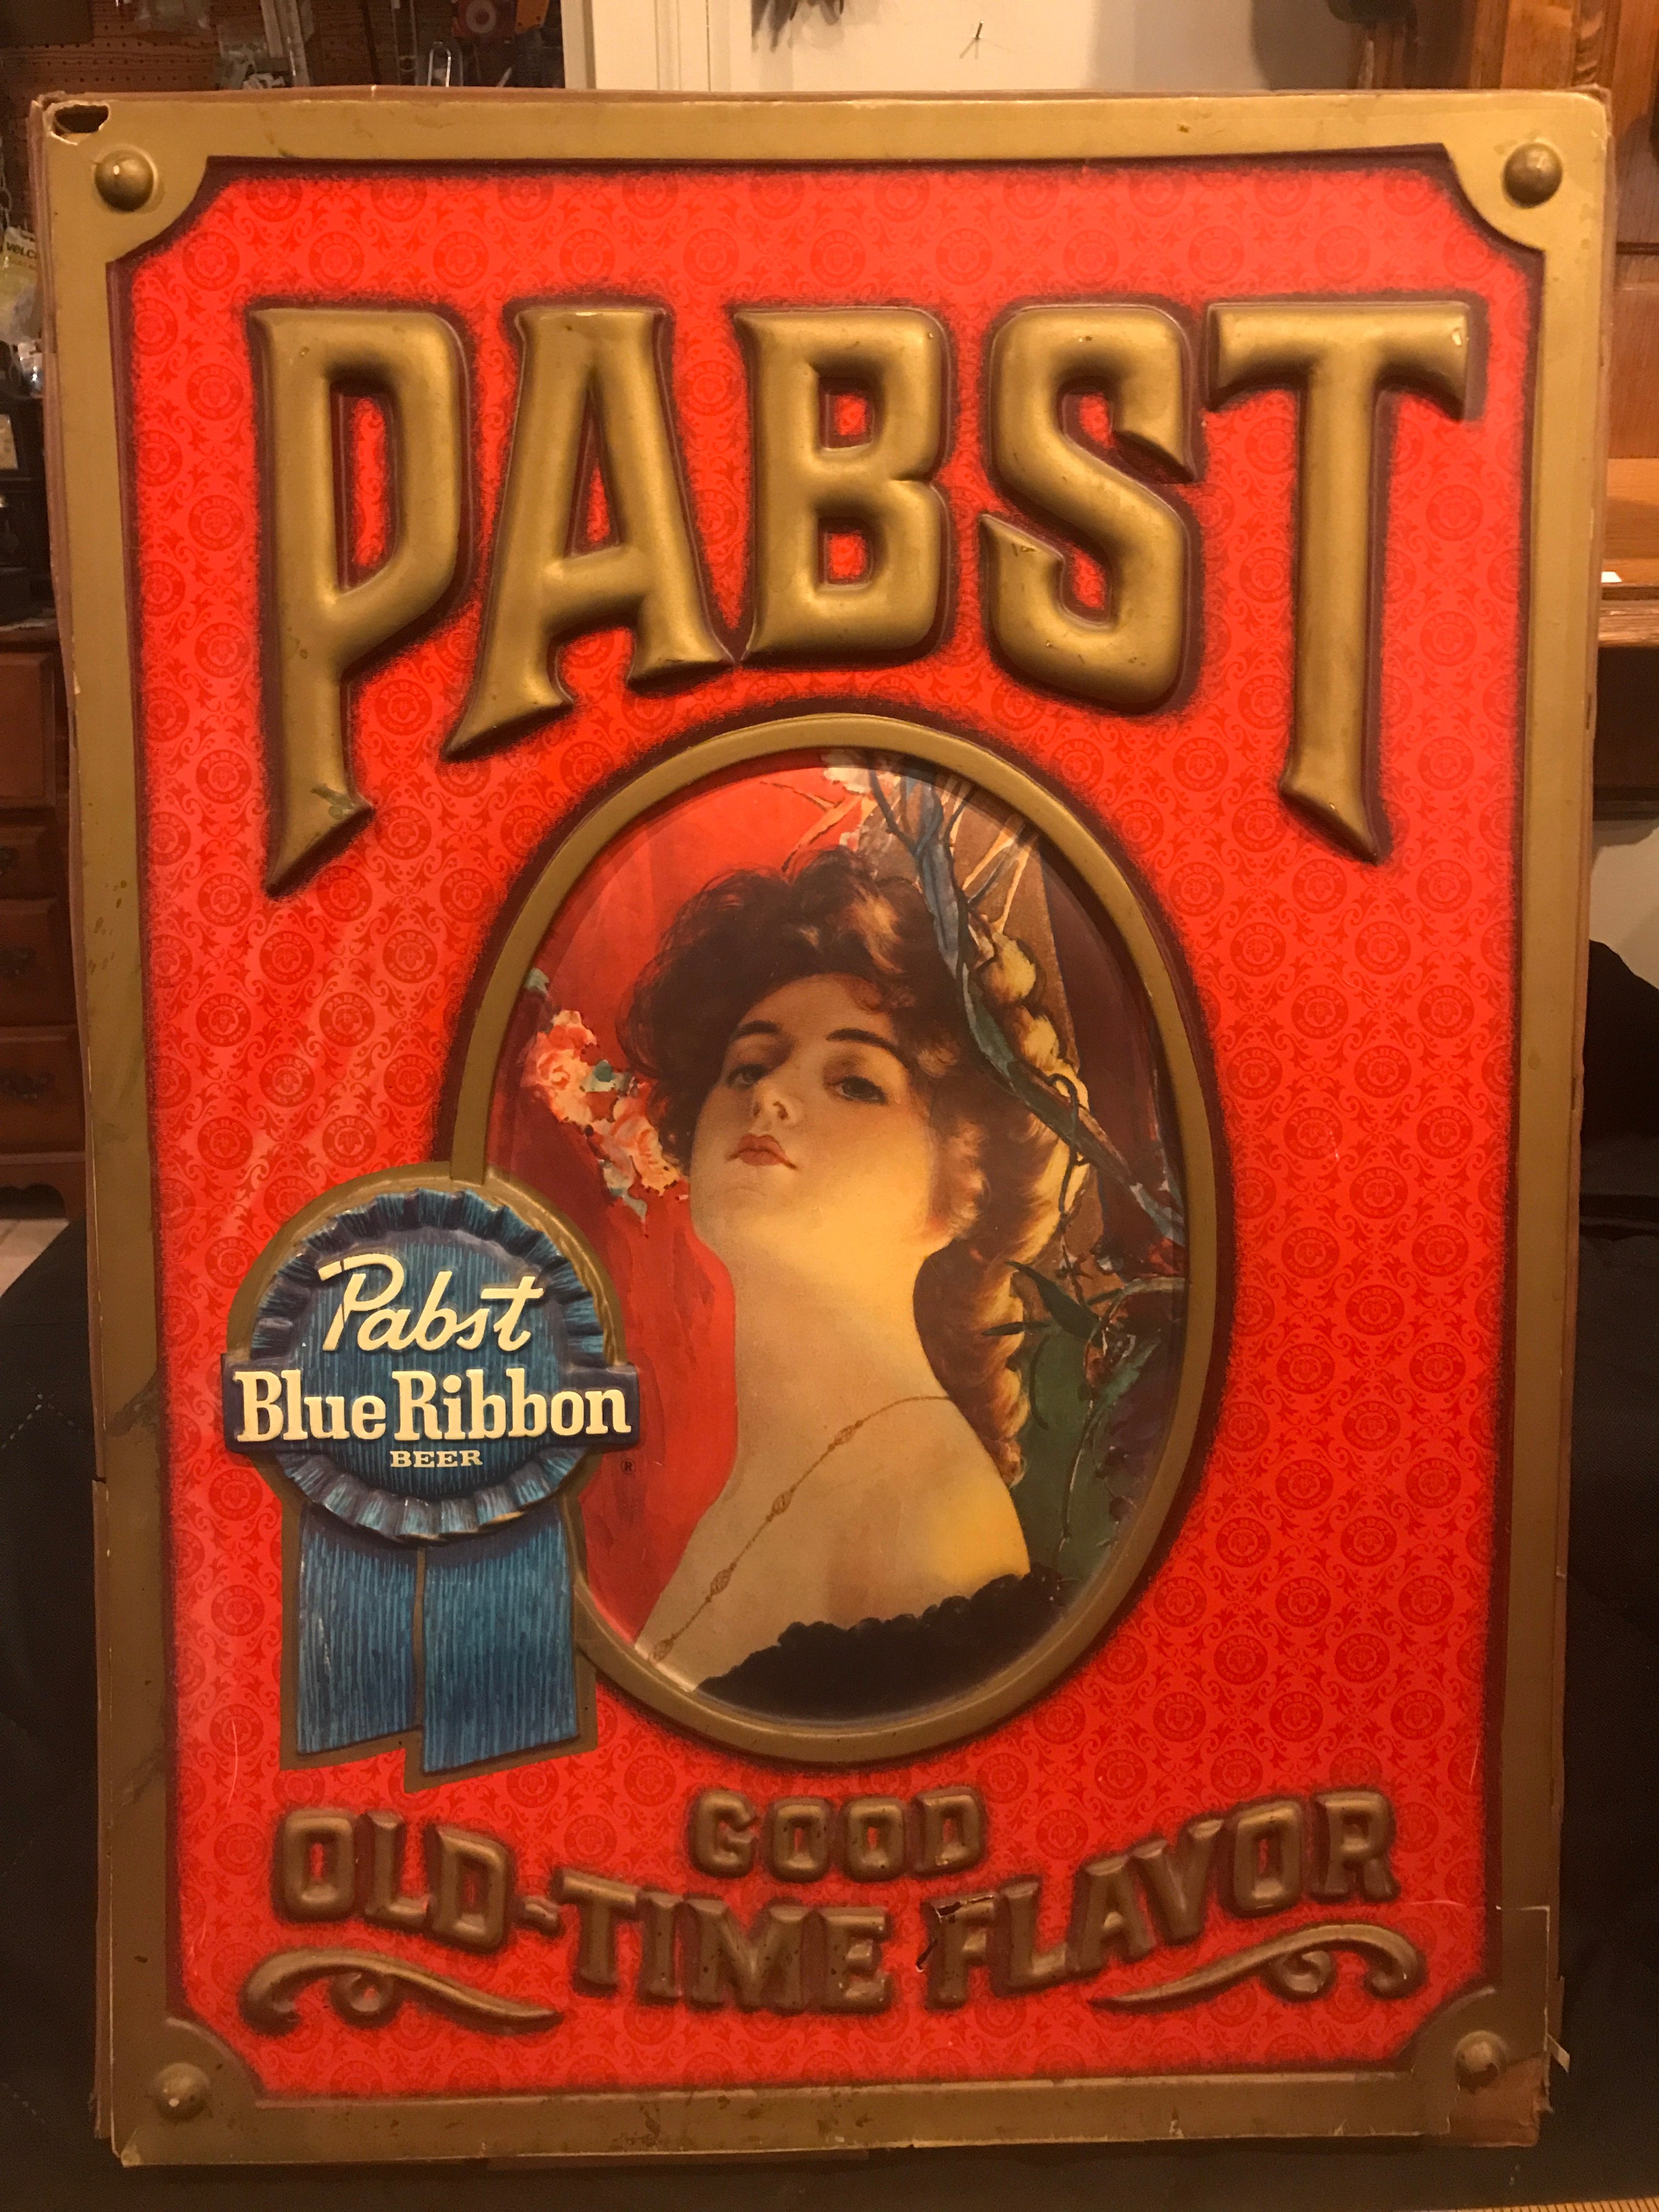 PABST
Pabst
Blue Ribbon
BEER
®
GOOD
OLD-TIME FLAVOR